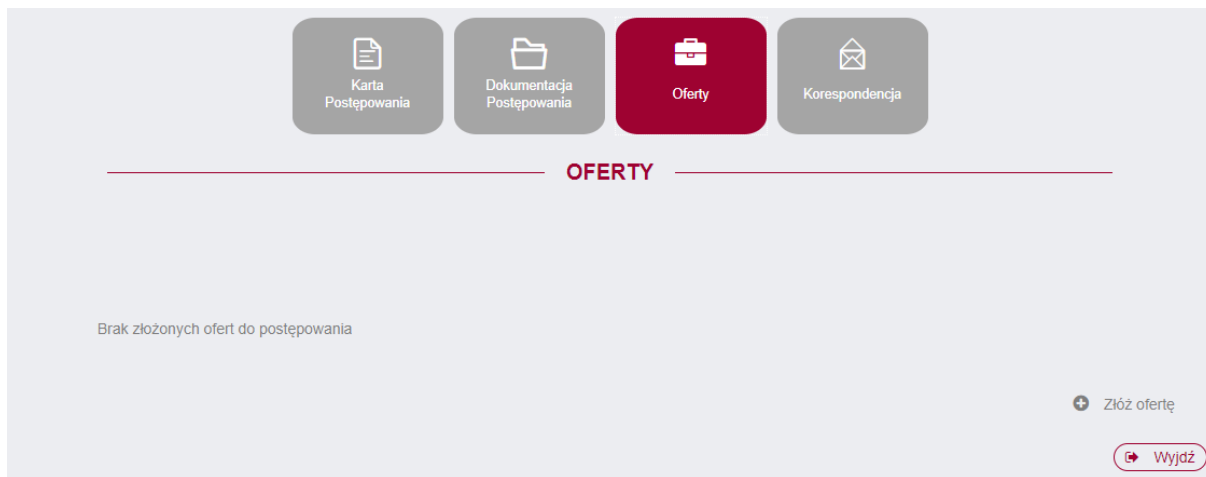 Karta
Postępowania
Dokumentacja
Postępowania
Oferty
Korespondencja
OFERTY
Brak złożonych ofert do postępowania
Złóż ofertę
Wyjdź